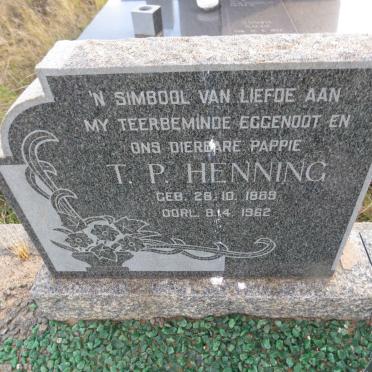 'N SIMBOOL VAN LIEFDE AAN
MY TEERBEMINDE EGGENOOT EN
ONS DIERBARE PAPPIE
T. P. HENNING
GEB. 28. 10. 1889
OORL. 8.14. 1962